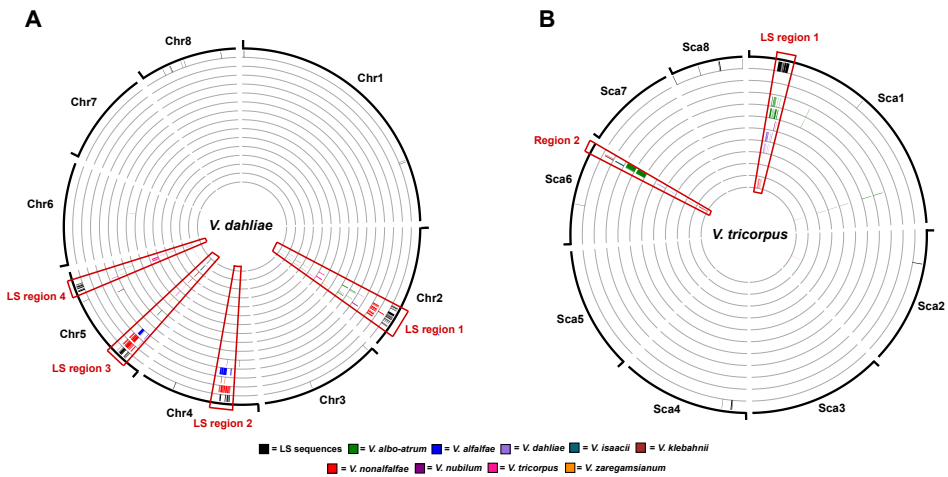 A
B
Chr8
Chr1
Chr7
Chr6
V. dahliae
Chr2
LS region 1
LS region 4
Chr5
LS region 3
Chr4
LS region 2
Chr3
LS region 1
Sca8
Sca7
Sca1
Region 2
Sca6
V. tricorpus
Sca2
Sca5
Sca4
Sca3
= LS sequences = V. albo-atrum = V. alfalfae = V. dahliae = V. isaacii = V. klebahnii
= V. nonalfalfae = V. nubilum = V. tricorpus = V. zaregamsianum